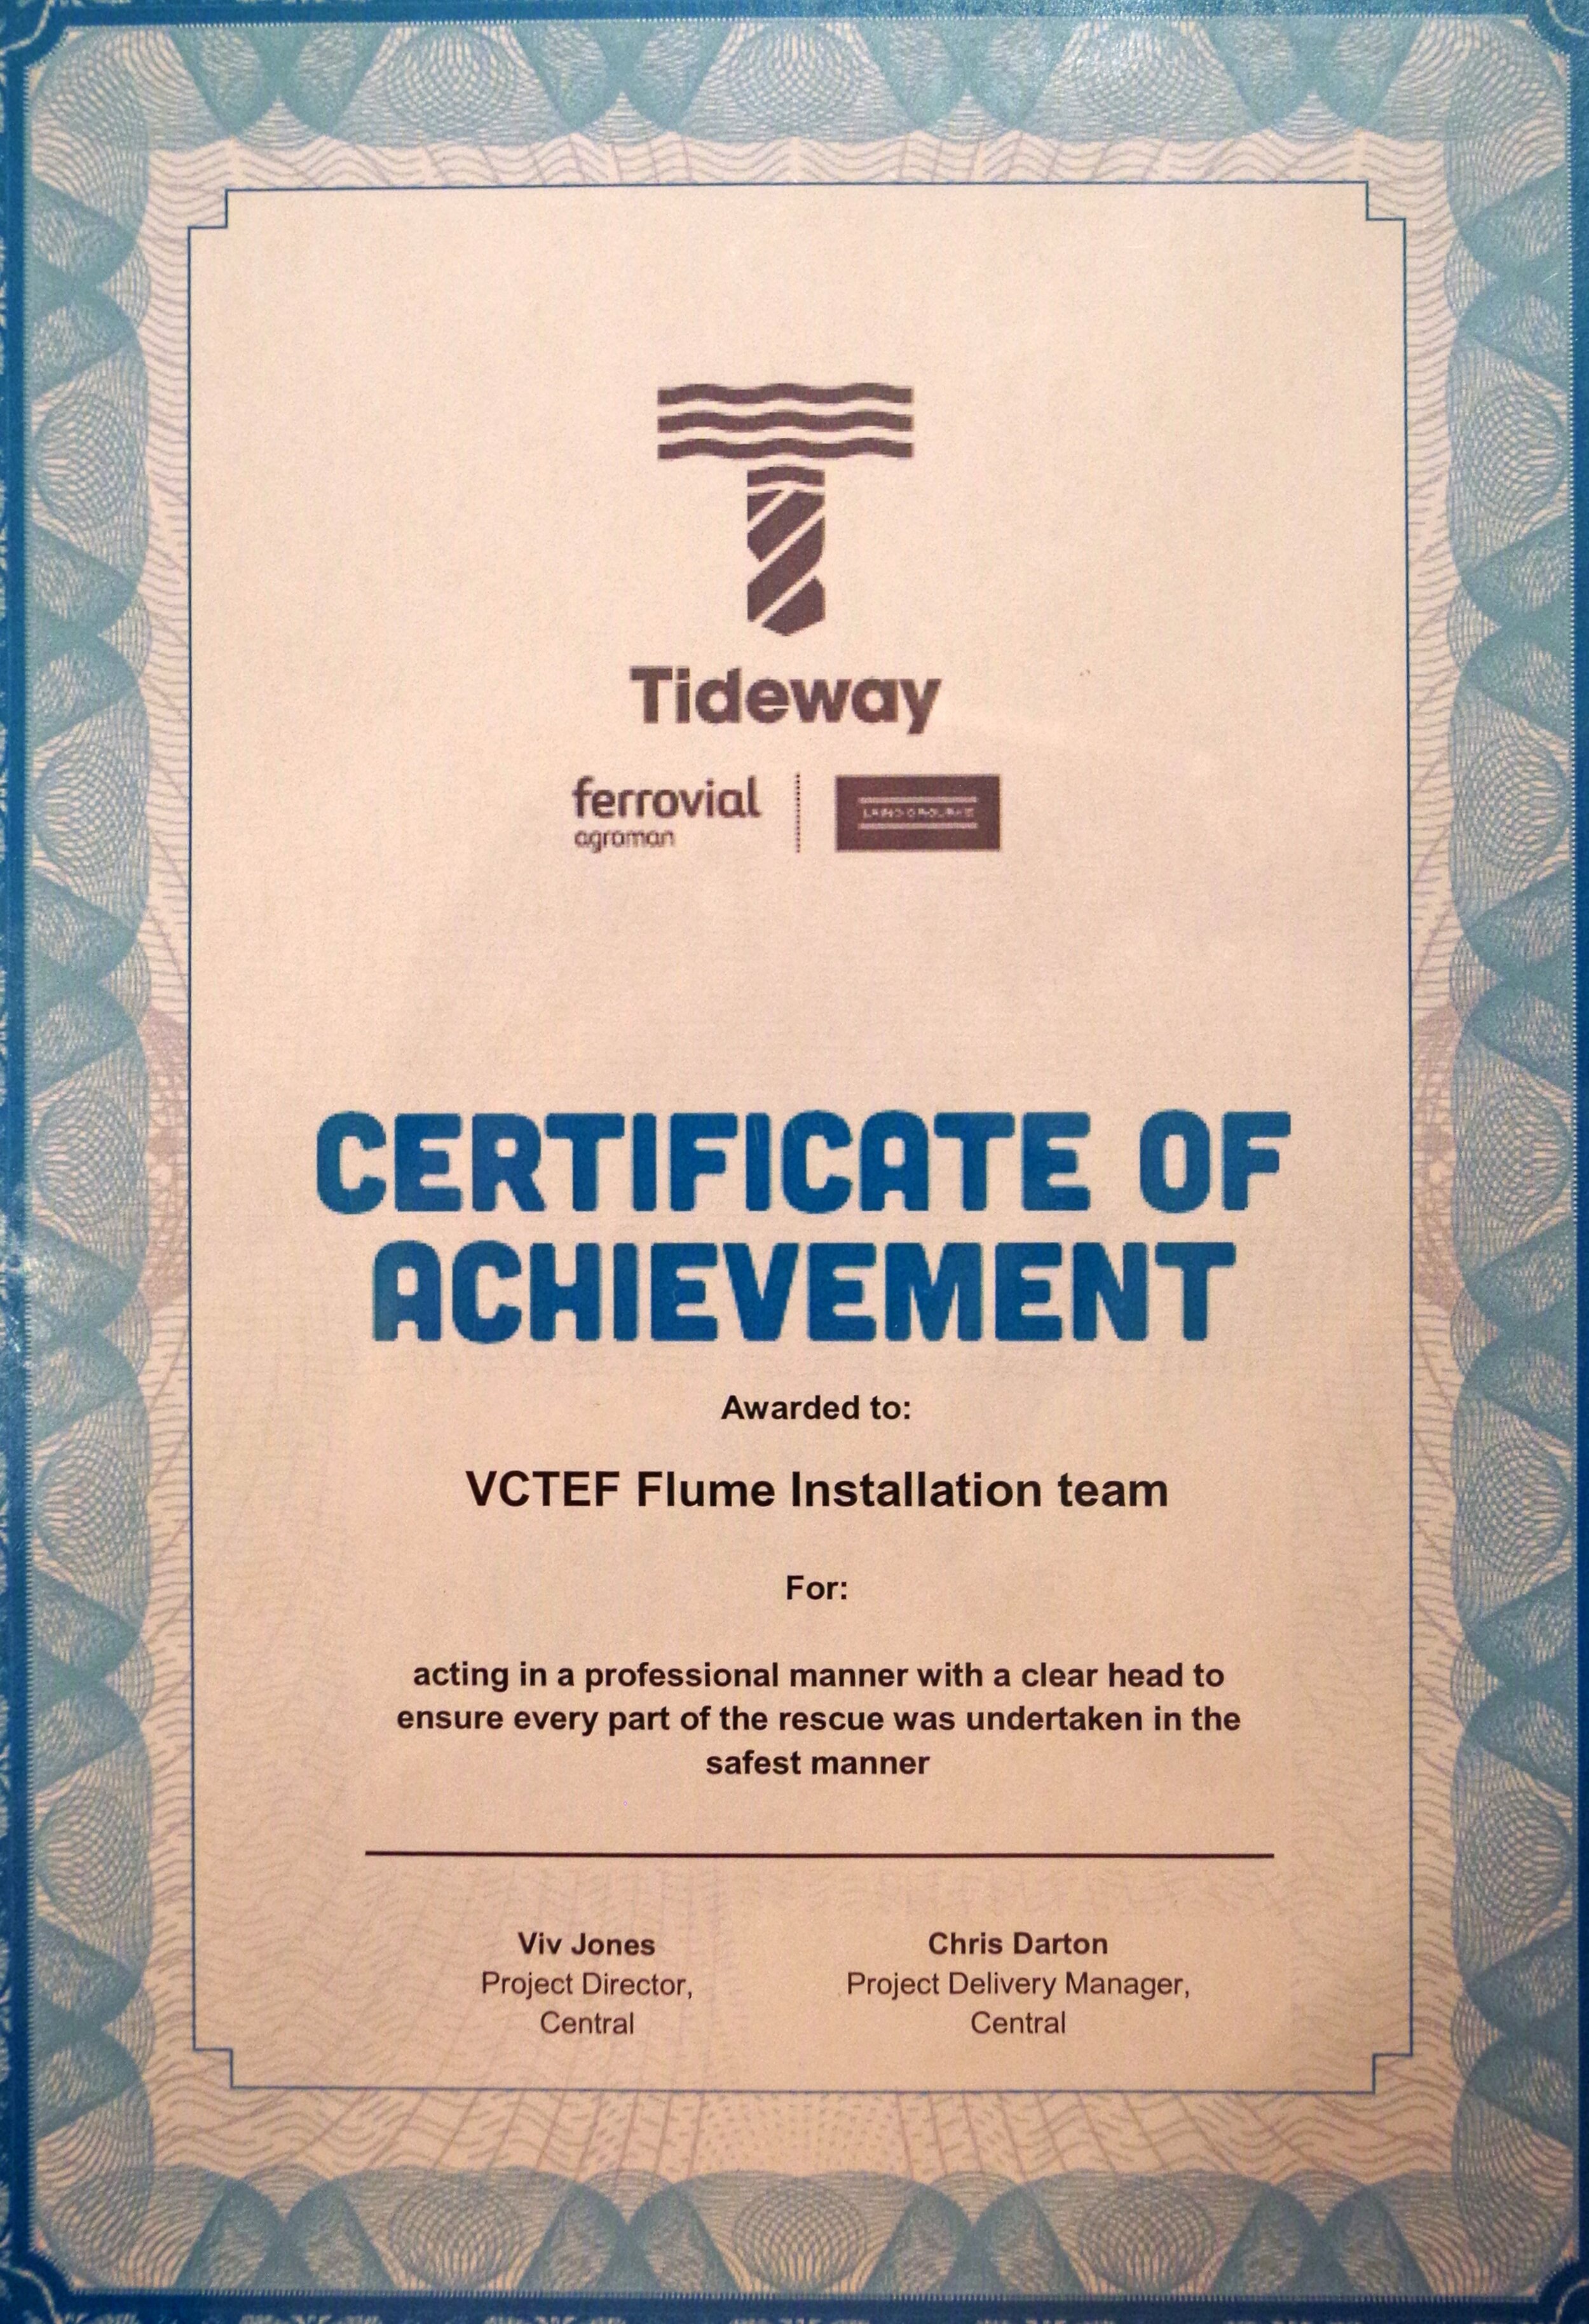 Tideway
ferrovial
agroman
CERTIFICATE OF
ACHIEVEMENT
Awarded to:
VCTEF Flume Installation team
For:
acting in a professional manner with a clear head to
ensure every part of the rescue was undertaken in the
safest manner
Viv Jones
Project Director,
Central
Chris Darton
Project Delivery Manager,
Central